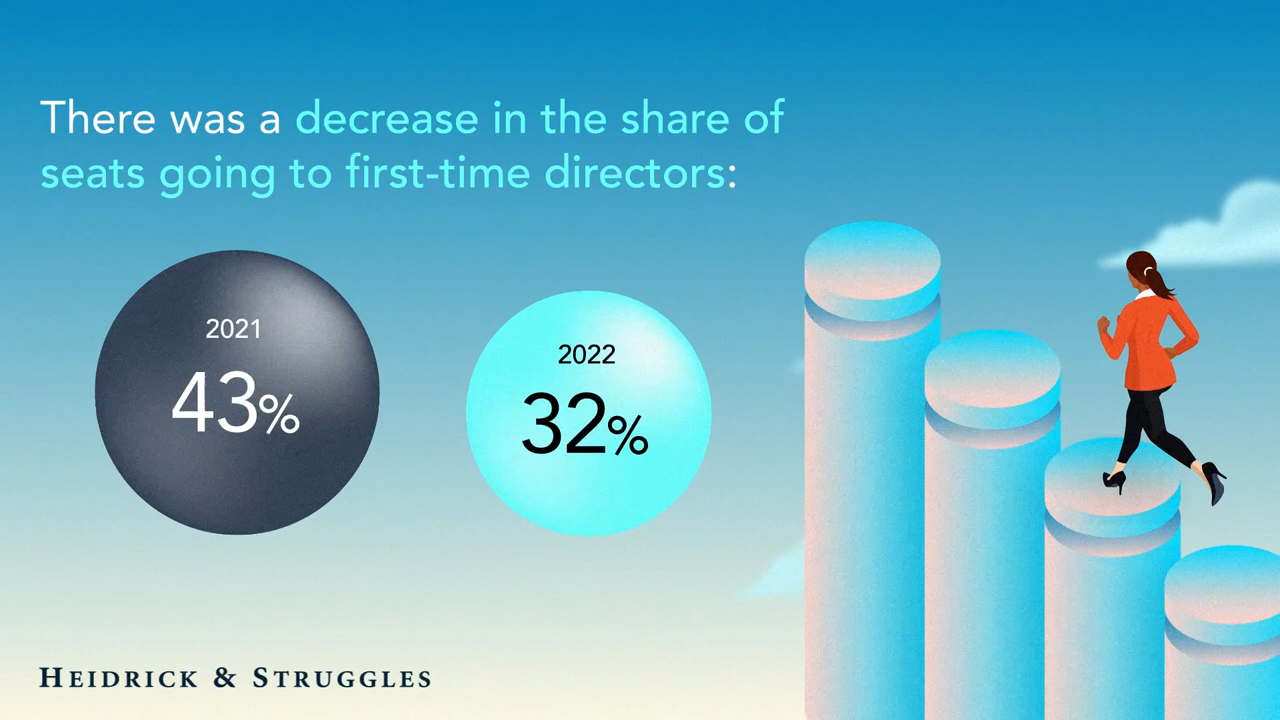 There was a decrease in the share of
seats going to first-time directors:
2021
43%
2022
32%
HEIDRICK & STRUGGLES